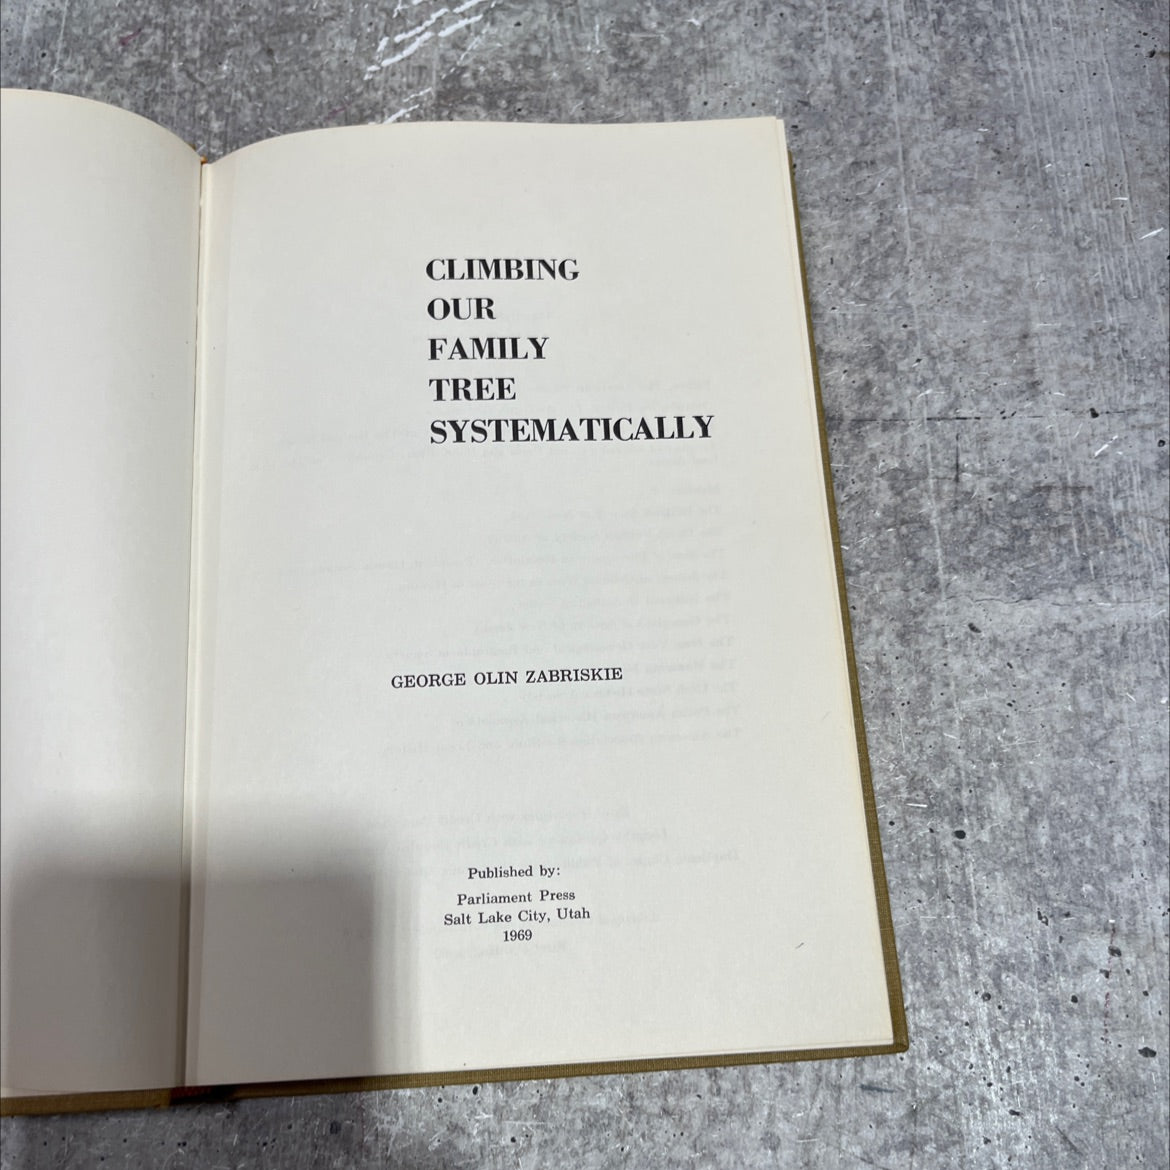 CLIMBING
OUR
FAMILY
TREE
SYSTEMATICALLY
GEORGE OLIN ZABRISKIE
Published by:
Parliament Press
Salt Lake City, Utah
1969